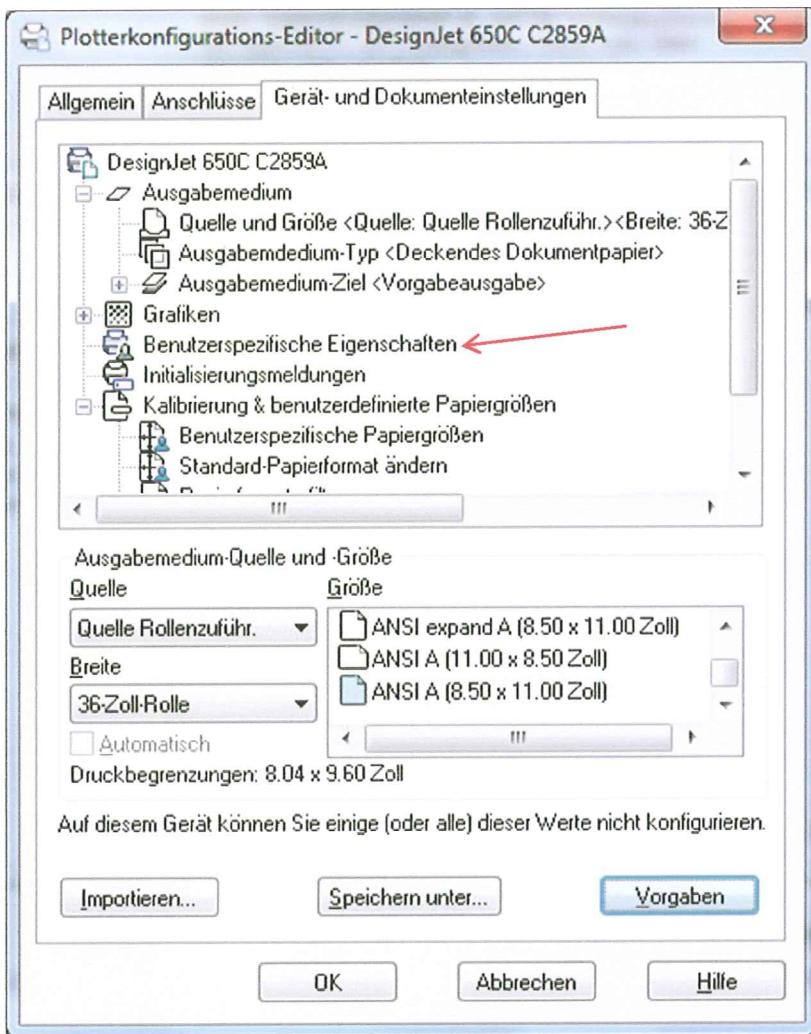 Plotterkonfigurations-Editor - DesignJet 650C C2859A
Allgemein Anschlüsse Gerät- und Dokumenteinstellungen
DesignJet 650C C2859A
Ausgabemedium
Quelle und Größe <Quelle: Quelle Rollenzuführ.><Breite: 36-Z
Ausgabemdedium-Typ <Deckendes Dokumentpapier>
Ausgabemedium-Ziel <Vorgabeausgabe>
Grafiken
Benutzerspezifische Eigenschaften
Initialisierungsmeldungen
Kalibrierung & benutzerdefinierte Papiergrößen
Benutzerspezifische Papiergrößen
Standard-Papierformat ändern
Ausgabemedium-Quelle und -Größe
Quelle
Größe
Quelle Rollenzuführ.
ANSI expand A (8.50 x 11.00 Zoll)
ANSI A (11.00 x 8.50 Zoll)
Breite
ANSI A (8.50 x 11.00 Zoll)
36-Zoll-Rolle
Automatisch
Druckbegrenzungen: 8.04 x 9.60 Zoll
Auf diesem Gerät können Sie einige (oder alle) dieser Werte nicht konfigurieren.
Importieren... Speichern unter... Vorgaben
OK Abbrechen Hilfe